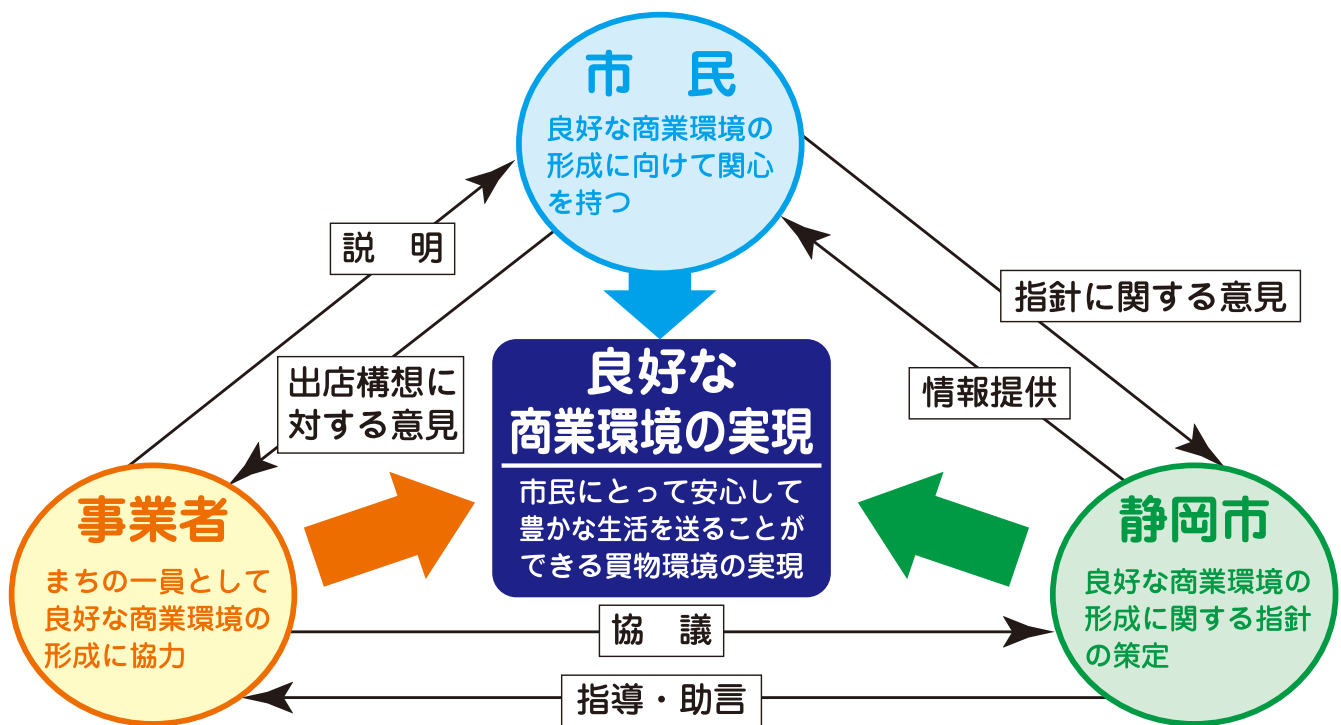 市　民
良好な商業環境の
形成に向けて関心
を持つ
説　明
指針に関する意見
出店構想に
対する意見
情報提供
良好な
商業環境の実現
市民にとって安心して
豊かな生活を送ることが
できる買物環境の実現
事業者
まちの一員として
良好な商業環境の
形成に協力
静岡市
良好な商業環境の
形成に関する指針
の策定
協　議
指導・助言